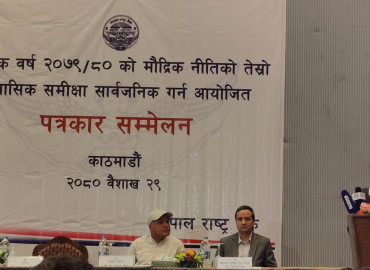 वर्ष २०७९/८० को मौद्रिक नीतिको तेस्रो
समीक्षा सार्वजनिक गर्न आयोजित
पत्रकार सम्मेलन
काठमाडौं
२०८० वैशाख २९
राष्ट्र